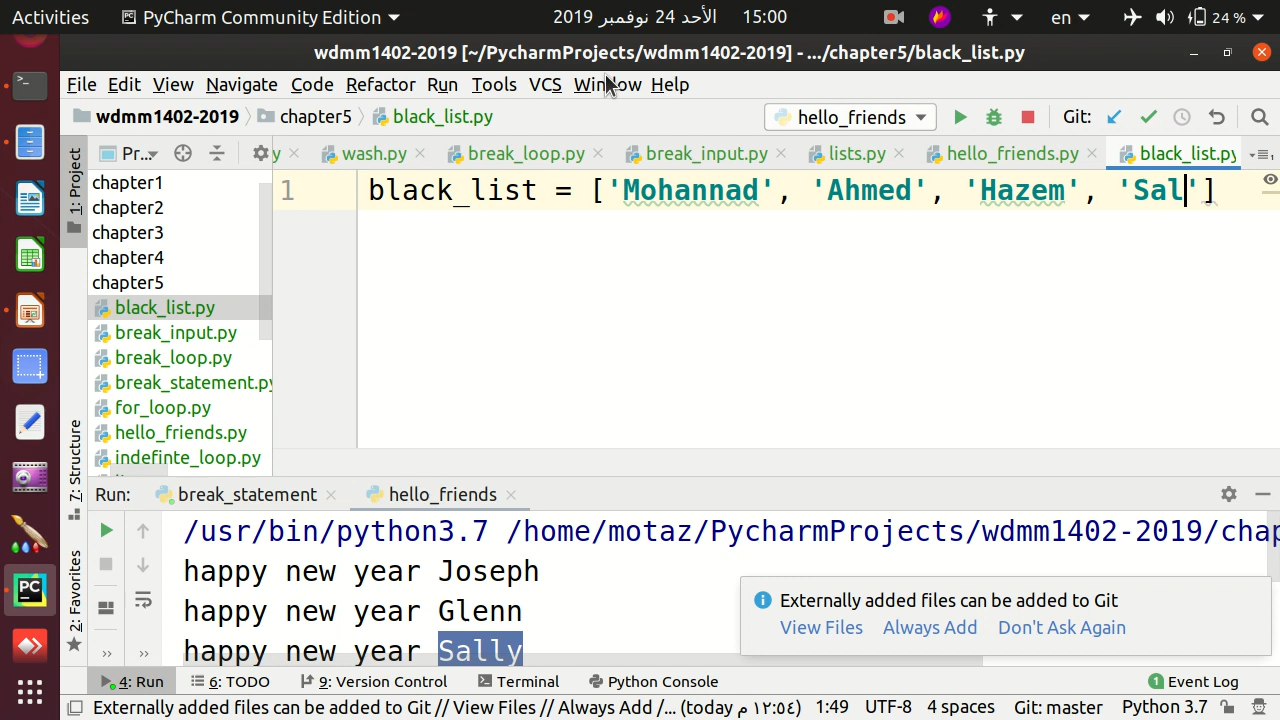 Activities PyCharm Community Edition 2019 الأحد 24 نوفمبر 15:00 en 24 %
wdmm1402-2019 [~/PycharmProjects/wdmm1402-2019] - .../chapter5/black_list.py
File Edit View Navigate Code Refactor Run Tools VCS Window Help
wdmm1402-2019 chapter5 black_list.py hello_friends Git:
1: Project
Pr... y wash.py break_loop.py break_input.py lists.py hello_friends.py black_list.py
1 black_list = ['Mohannad', 'Ahmed', 'Hazem', 'Sal']
chapter1
chapter2
chapter3
chapter4
chapter5
black_list.py
break_input.py
break_loop.py
break_statement.py
for_loop.py
hello_friends.py
indefinte_loop.py
7: Structure
2: Favorites
Run: break_statement hello_friends
/usr/bin/python3.7 /home/motaz/PycharmProjects/wdmm1402-2019/chap
happy new year Joseph
happy new year Glenn
happy new year Sally
Externally added files can be added to Git
View Files Always Add Don't Ask Again
4: Run 6: TODO 9: Version Control Terminal Python Console 1 Event Log
Externally added files can be added to Git // View Files // Always Add /... (today م ١٢:٥٤) 1:49 UTF-8 4 spaces Git: master Python 3.7